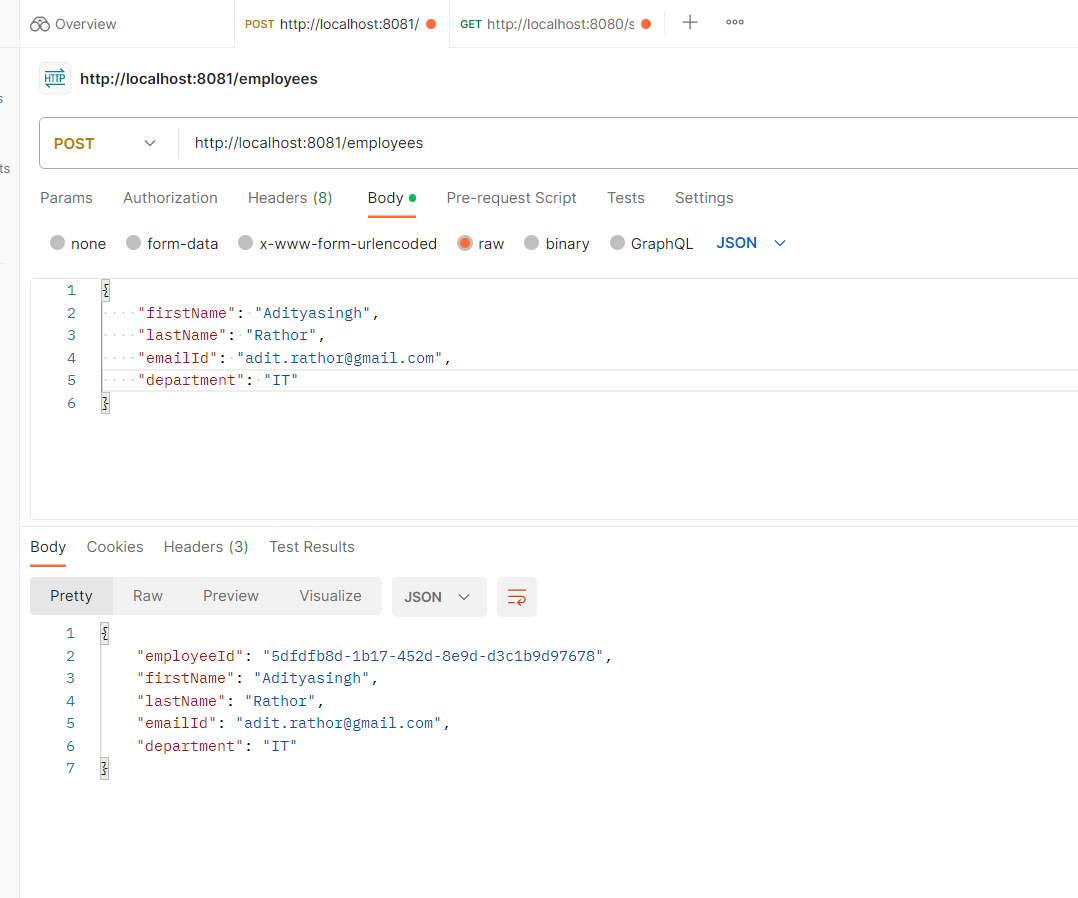 Overview
POST http://localhost:8081/
GET http://localhost:8080/s
HTTP http://localhost:8081/employees
s
POST http://localhost:8081/employees
ts
Params Authorization Headers (8) Body Pre-request Script Tests Settings
none form-data x-www-form-urlencoded raw binary GraphQL JSON
1 {
2 "firstName": "Adityasingh",
3 "lastName": "Rathor",
4 "emailId": "adit.rathor@gmail.com",
5 "department": "IT"
6 }
Body Cookies Headers (3) Test Results
Pretty Raw Preview Visualize JSON
1 {
2 "employeeId": "5dfdfb8d-1b17-452d-8e9d-d3c1b9d97678",
3 "firstName": "Adityasingh",
4 "lastName": "Rathor",
5 "emailId": "adit.rathor@gmail.com",
6 "department": "IT"
7 }